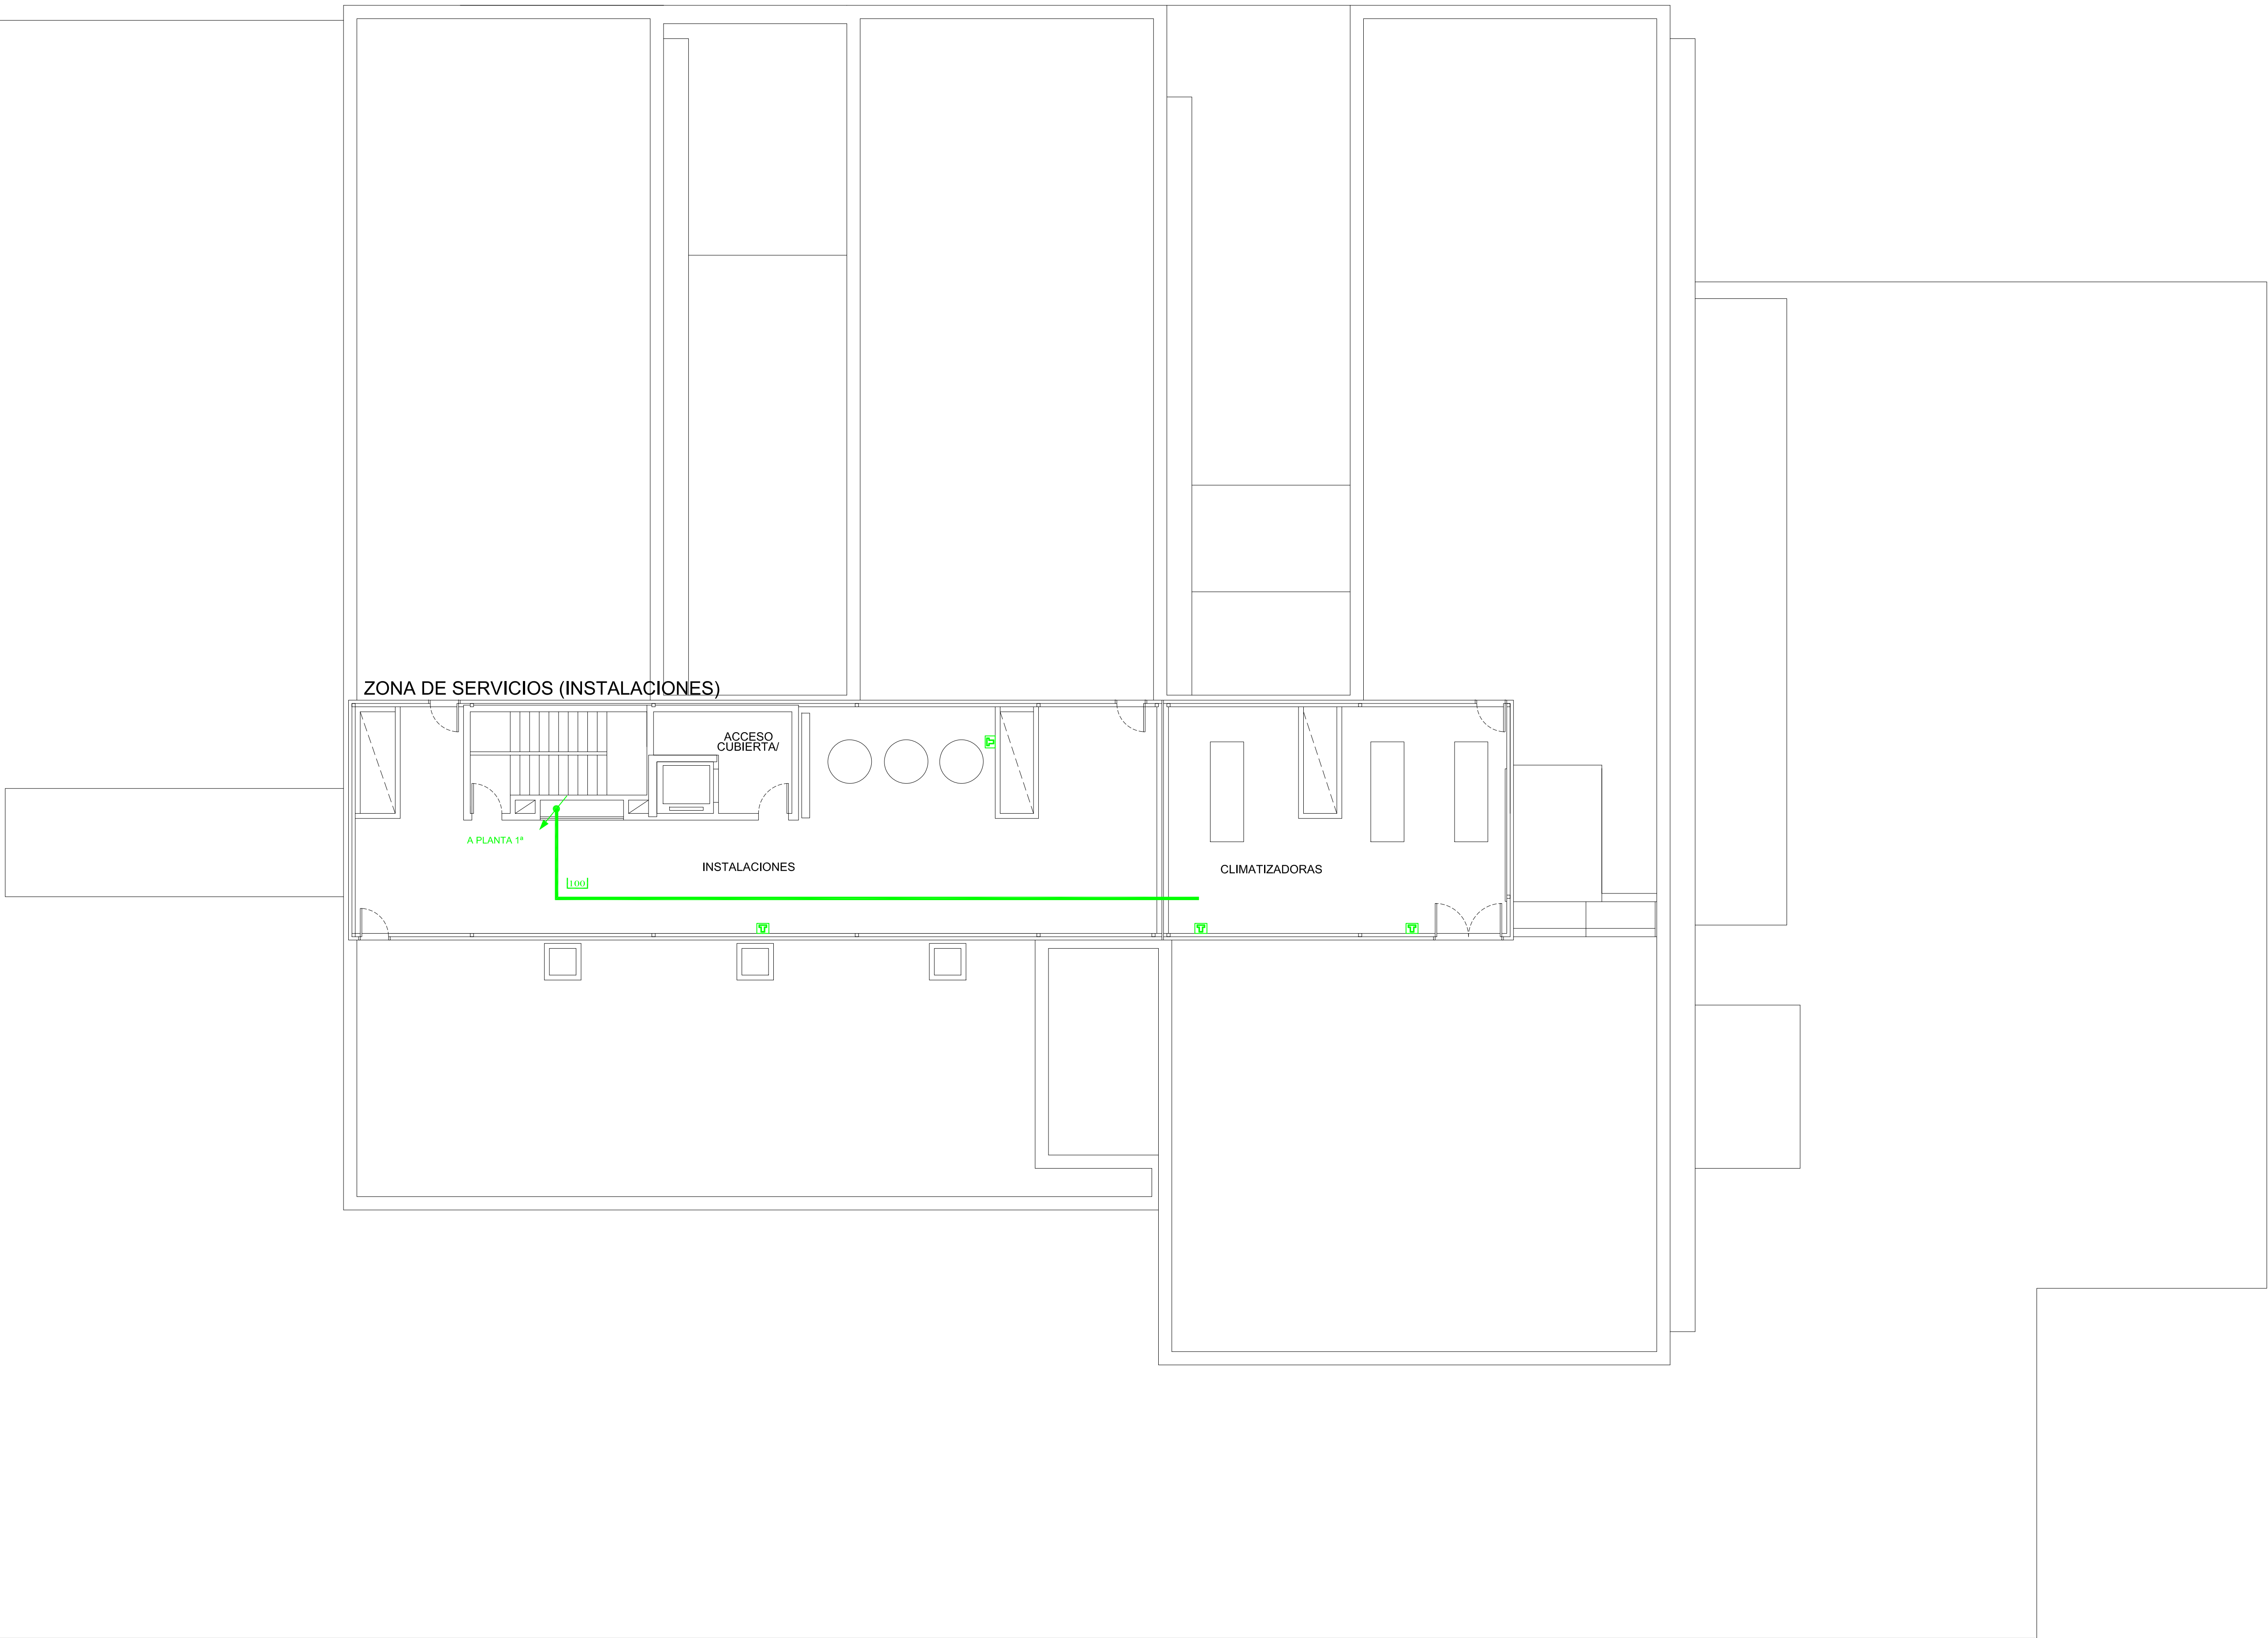 ZONA DE SERVICIOS (INSTALACIONES)
ACCESO
CUBIERTA/
A PLANTA 1ª
INSTALACIONES
CLIMATIZADORAS
100